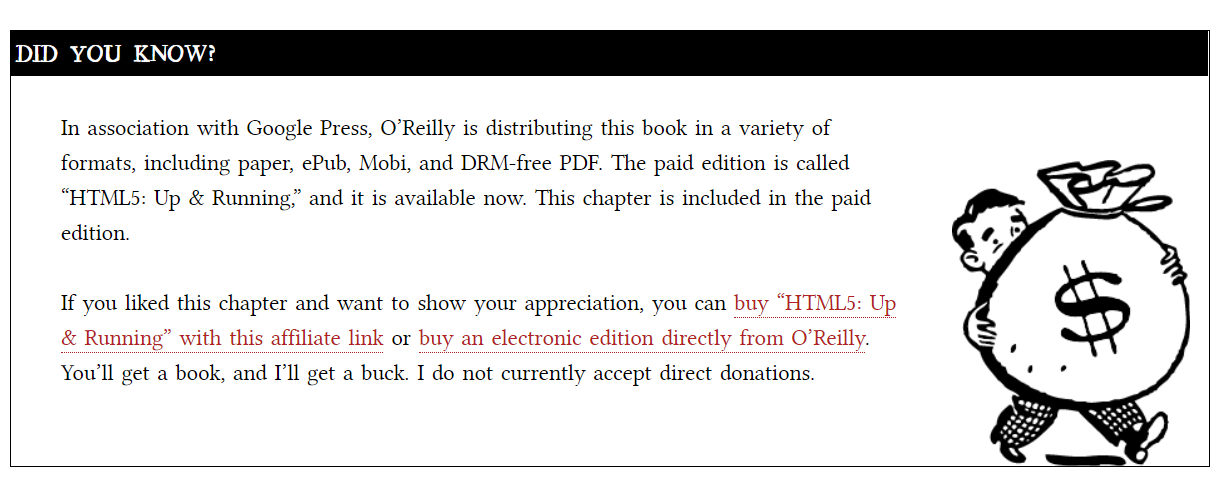 DID YOU KNOW?
In association with Google Press, O’Reilly is distributing this book in a variety of
formats, including paper, ePub, Mobi, and DRM-free PDF. The paid edition is called
“HTML5: Up & Running,” and it is available now. This chapter is included in the paid
edition.
If you liked this chapter and want to show your appreciation, you can buy “HTML5: Up
& Running” with this affiliate link or buy an electronic edition directly from O’Reilly.
You’ll get a book, and I’ll get a buck. I do not currently accept direct donations.
$